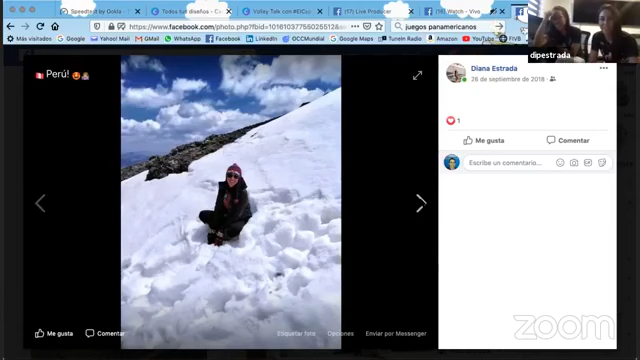 Speedtest by Ookla
Todos tus diseños
Volley Talk con #ElCic
(17) Live Producer
(16) Watch - Vivo
https://www.facebook.com/photo.php?fbid=10161037755025512&se
juegos panamericanos
Más visitados
Google
Yahoo! Mail
GMail
WhatsApp
Facebook
LinkedIn
OCCMundial
Google Maps
TuneIn Radio
Amazon
YouTube
FIVB
dipestrada
Perú!
Diana Estrada
26 de septiembre de 2018
1
Me gusta
Comentar
Escribe un comentario...
GIF
Me gusta
Comentar
Etiquetar foto
Opciones
Enviar por Messenger
zoom